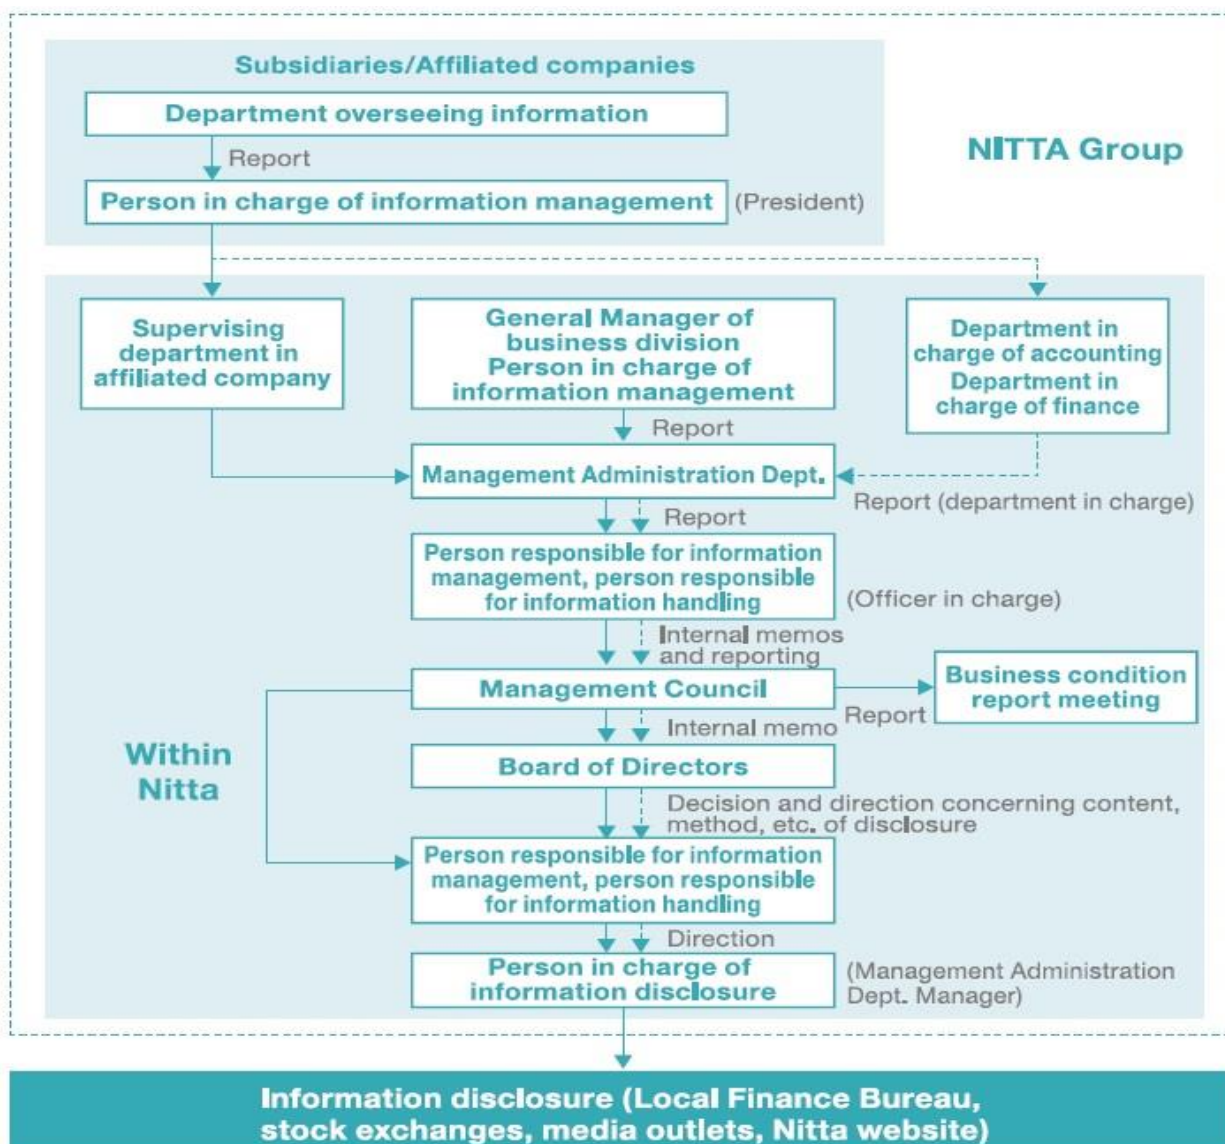 Subsidiaries/Affiliated companies
Department overseeing information
Report
NITTA Group
Person in charge of information management
(President)
Supervising
department in
affiliated company
General Manager of
business division
Person in charge of
information management
Department in
charge of accounting
Department in
charge of finance
Report
Management Administration Dept.
Report (department in charge)
Report
Person responsible for information
management, person responsible
for information handling
(Officer in charge)
Internal memos
and reporting
Management Council
Report
Business condition
report meeting
Internal memo
Within
Nitta
Board of Directors
Decision and direction concerning content,
method, etc. of disclosure
Person responsible for information
management, person responsible
for information handling
Direction
Person in charge of
information disclosure
(Management Administration
Dept. Manager)
Information disclosure (Local Finance Bureau,
stock exchanges, media outlets, Nitta website)